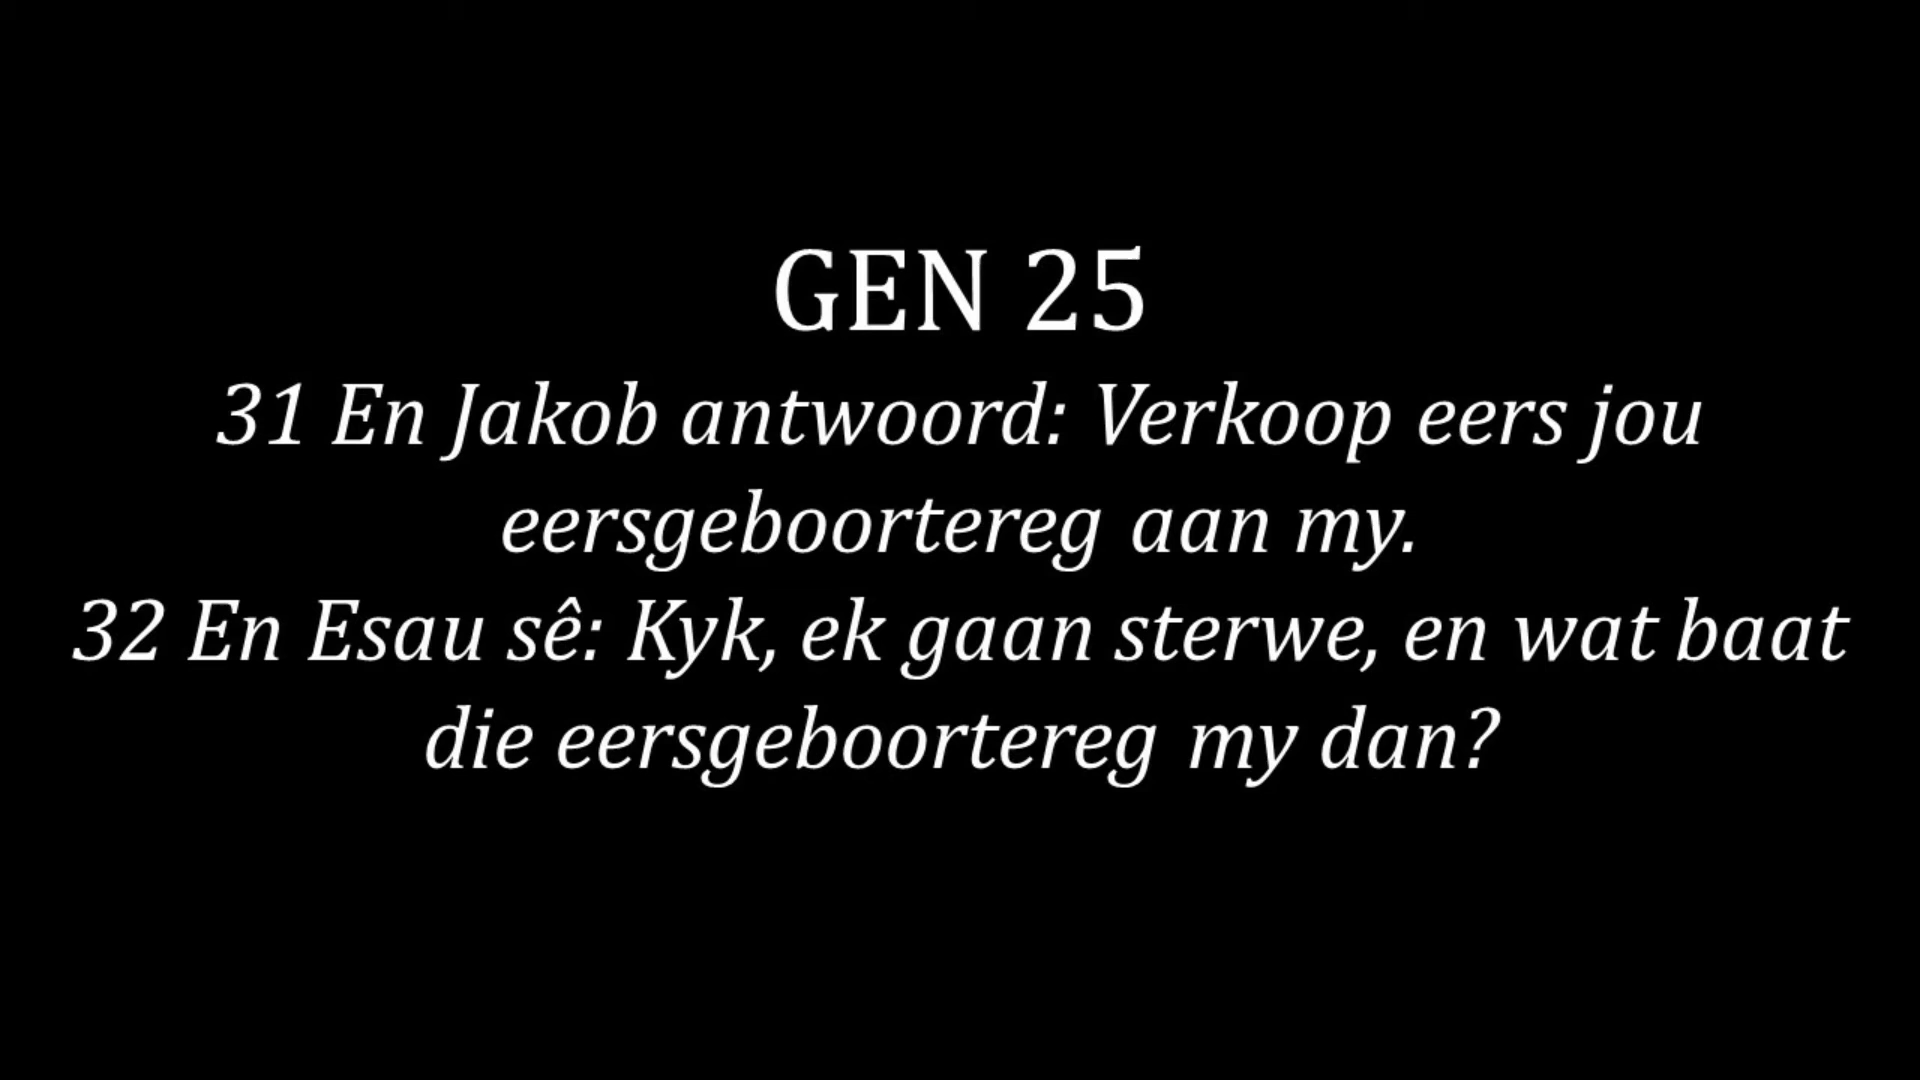 GEN 25
31 En Jakob antwoord: Verkoop eers jou
eersgeboortereg aan my.
32 En Esau sê: Kyk, ek gaan sterwe, en wat baat
die eersgeboortereg my dan?